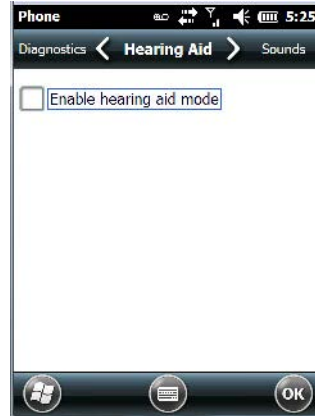 Phone 5:25
Diagnostics Hearing Aid Sounds
Enable hearing aid mode
OK